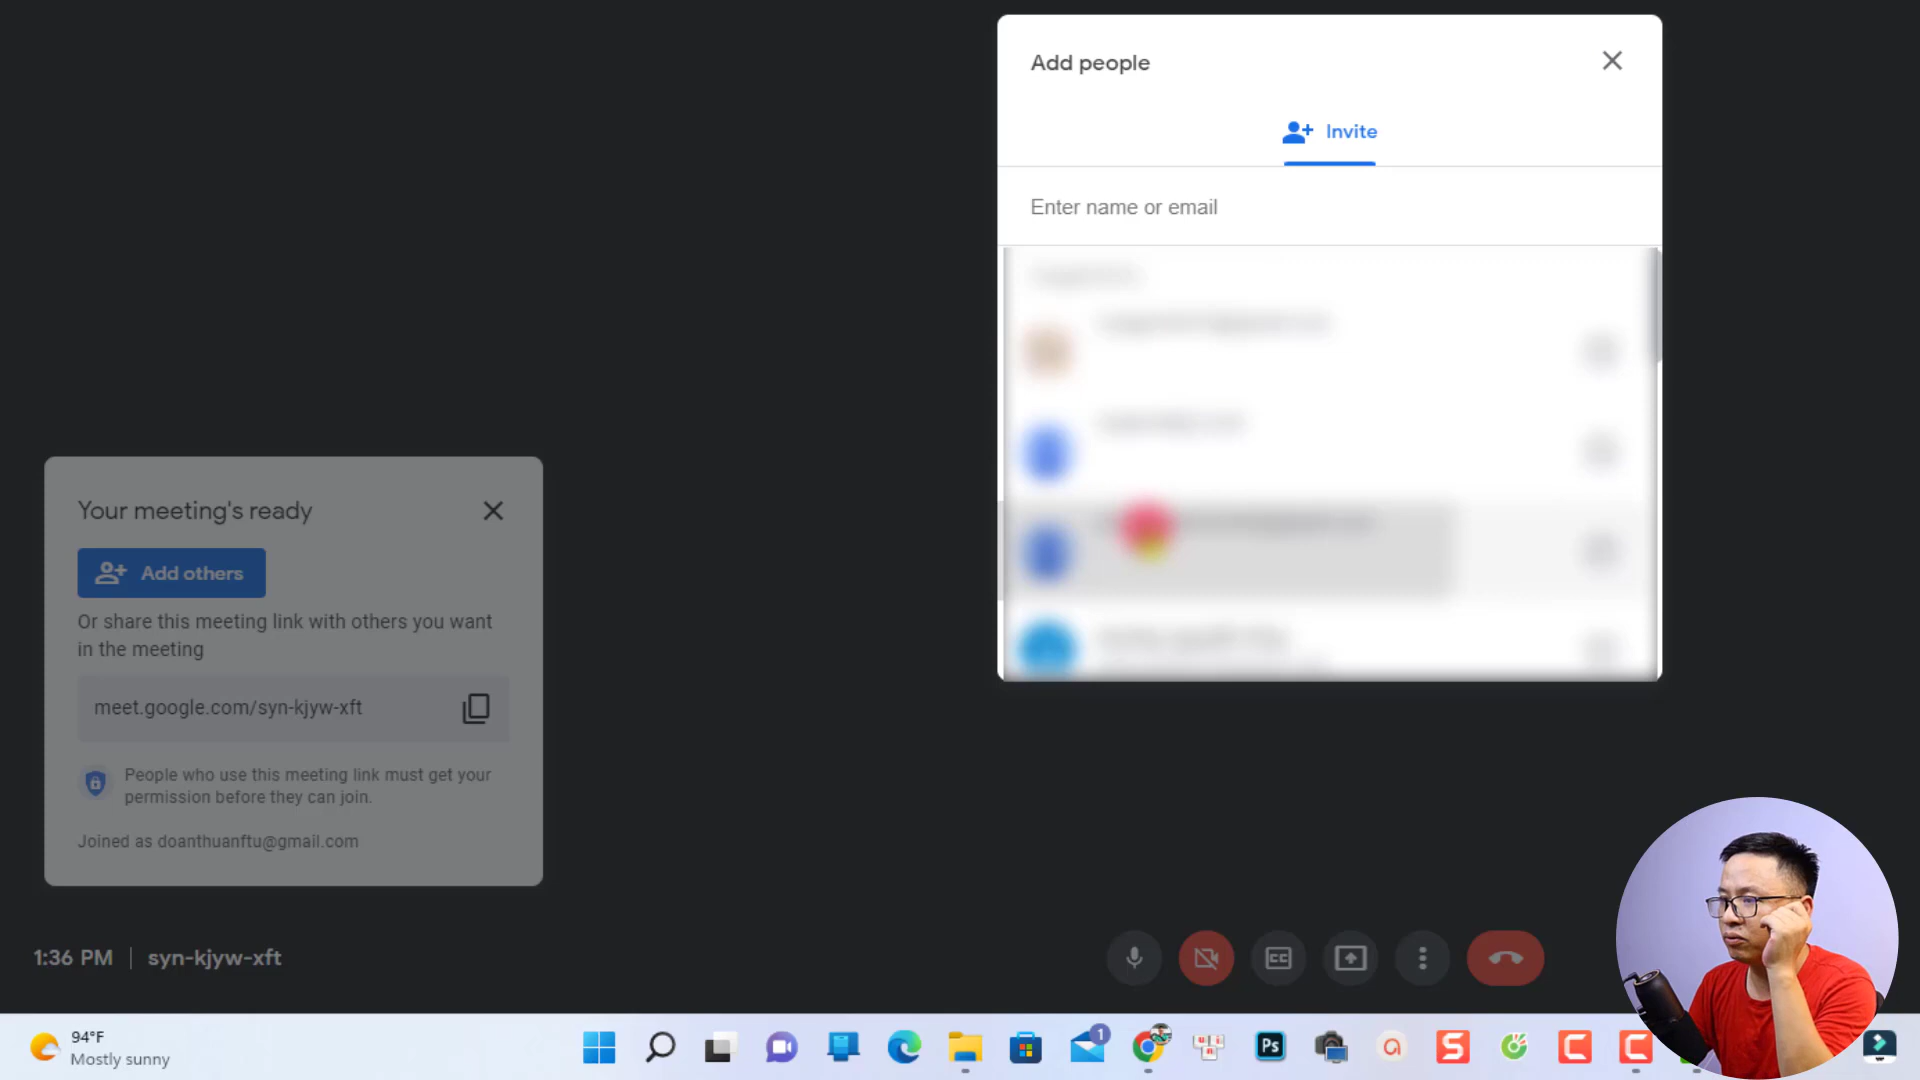 Add people
Invite
Enter name or email
Your meeting's ready
Add others
Or share this meeting link with others you want
in the meeting
meet.google.com/syn-kjyw-xft
People who use this meeting link must get your
permission before they can join.
Joined as doanthuanftu@gmail.com
1:36 PM | syn-kjyw-xft
CC
94°F
Mostly sunny
1
u n i
Ps
a
S
C
C